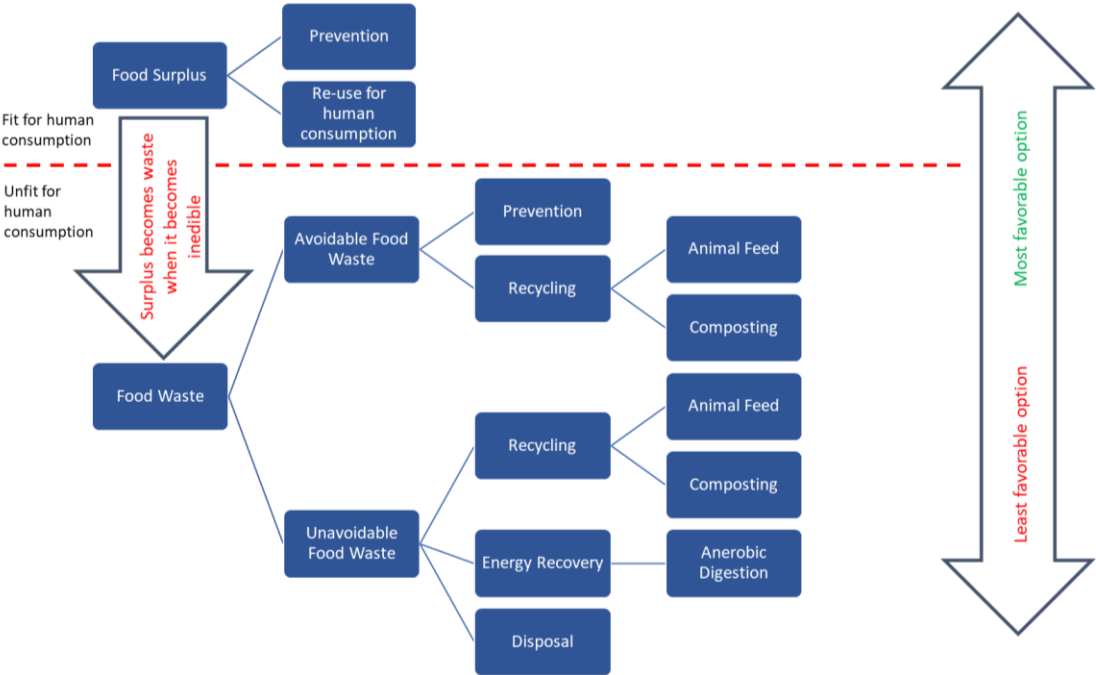 Prevention
Food Surplus
Re-use for
human
consumption
Fit for human
consumption
Surplus becomes waste
when it becomes
inedible
Unfit for
human
consumption
Prevention
Avoidable Food
Waste
Animal Feed
Recycling
Composting
Food Waste
Animal Feed
Recycling
Composting
Unavoidable
Food Waste
Energy Recovery
Anerobic
Digestion
Disposal
Most favorable option
Least favorable option